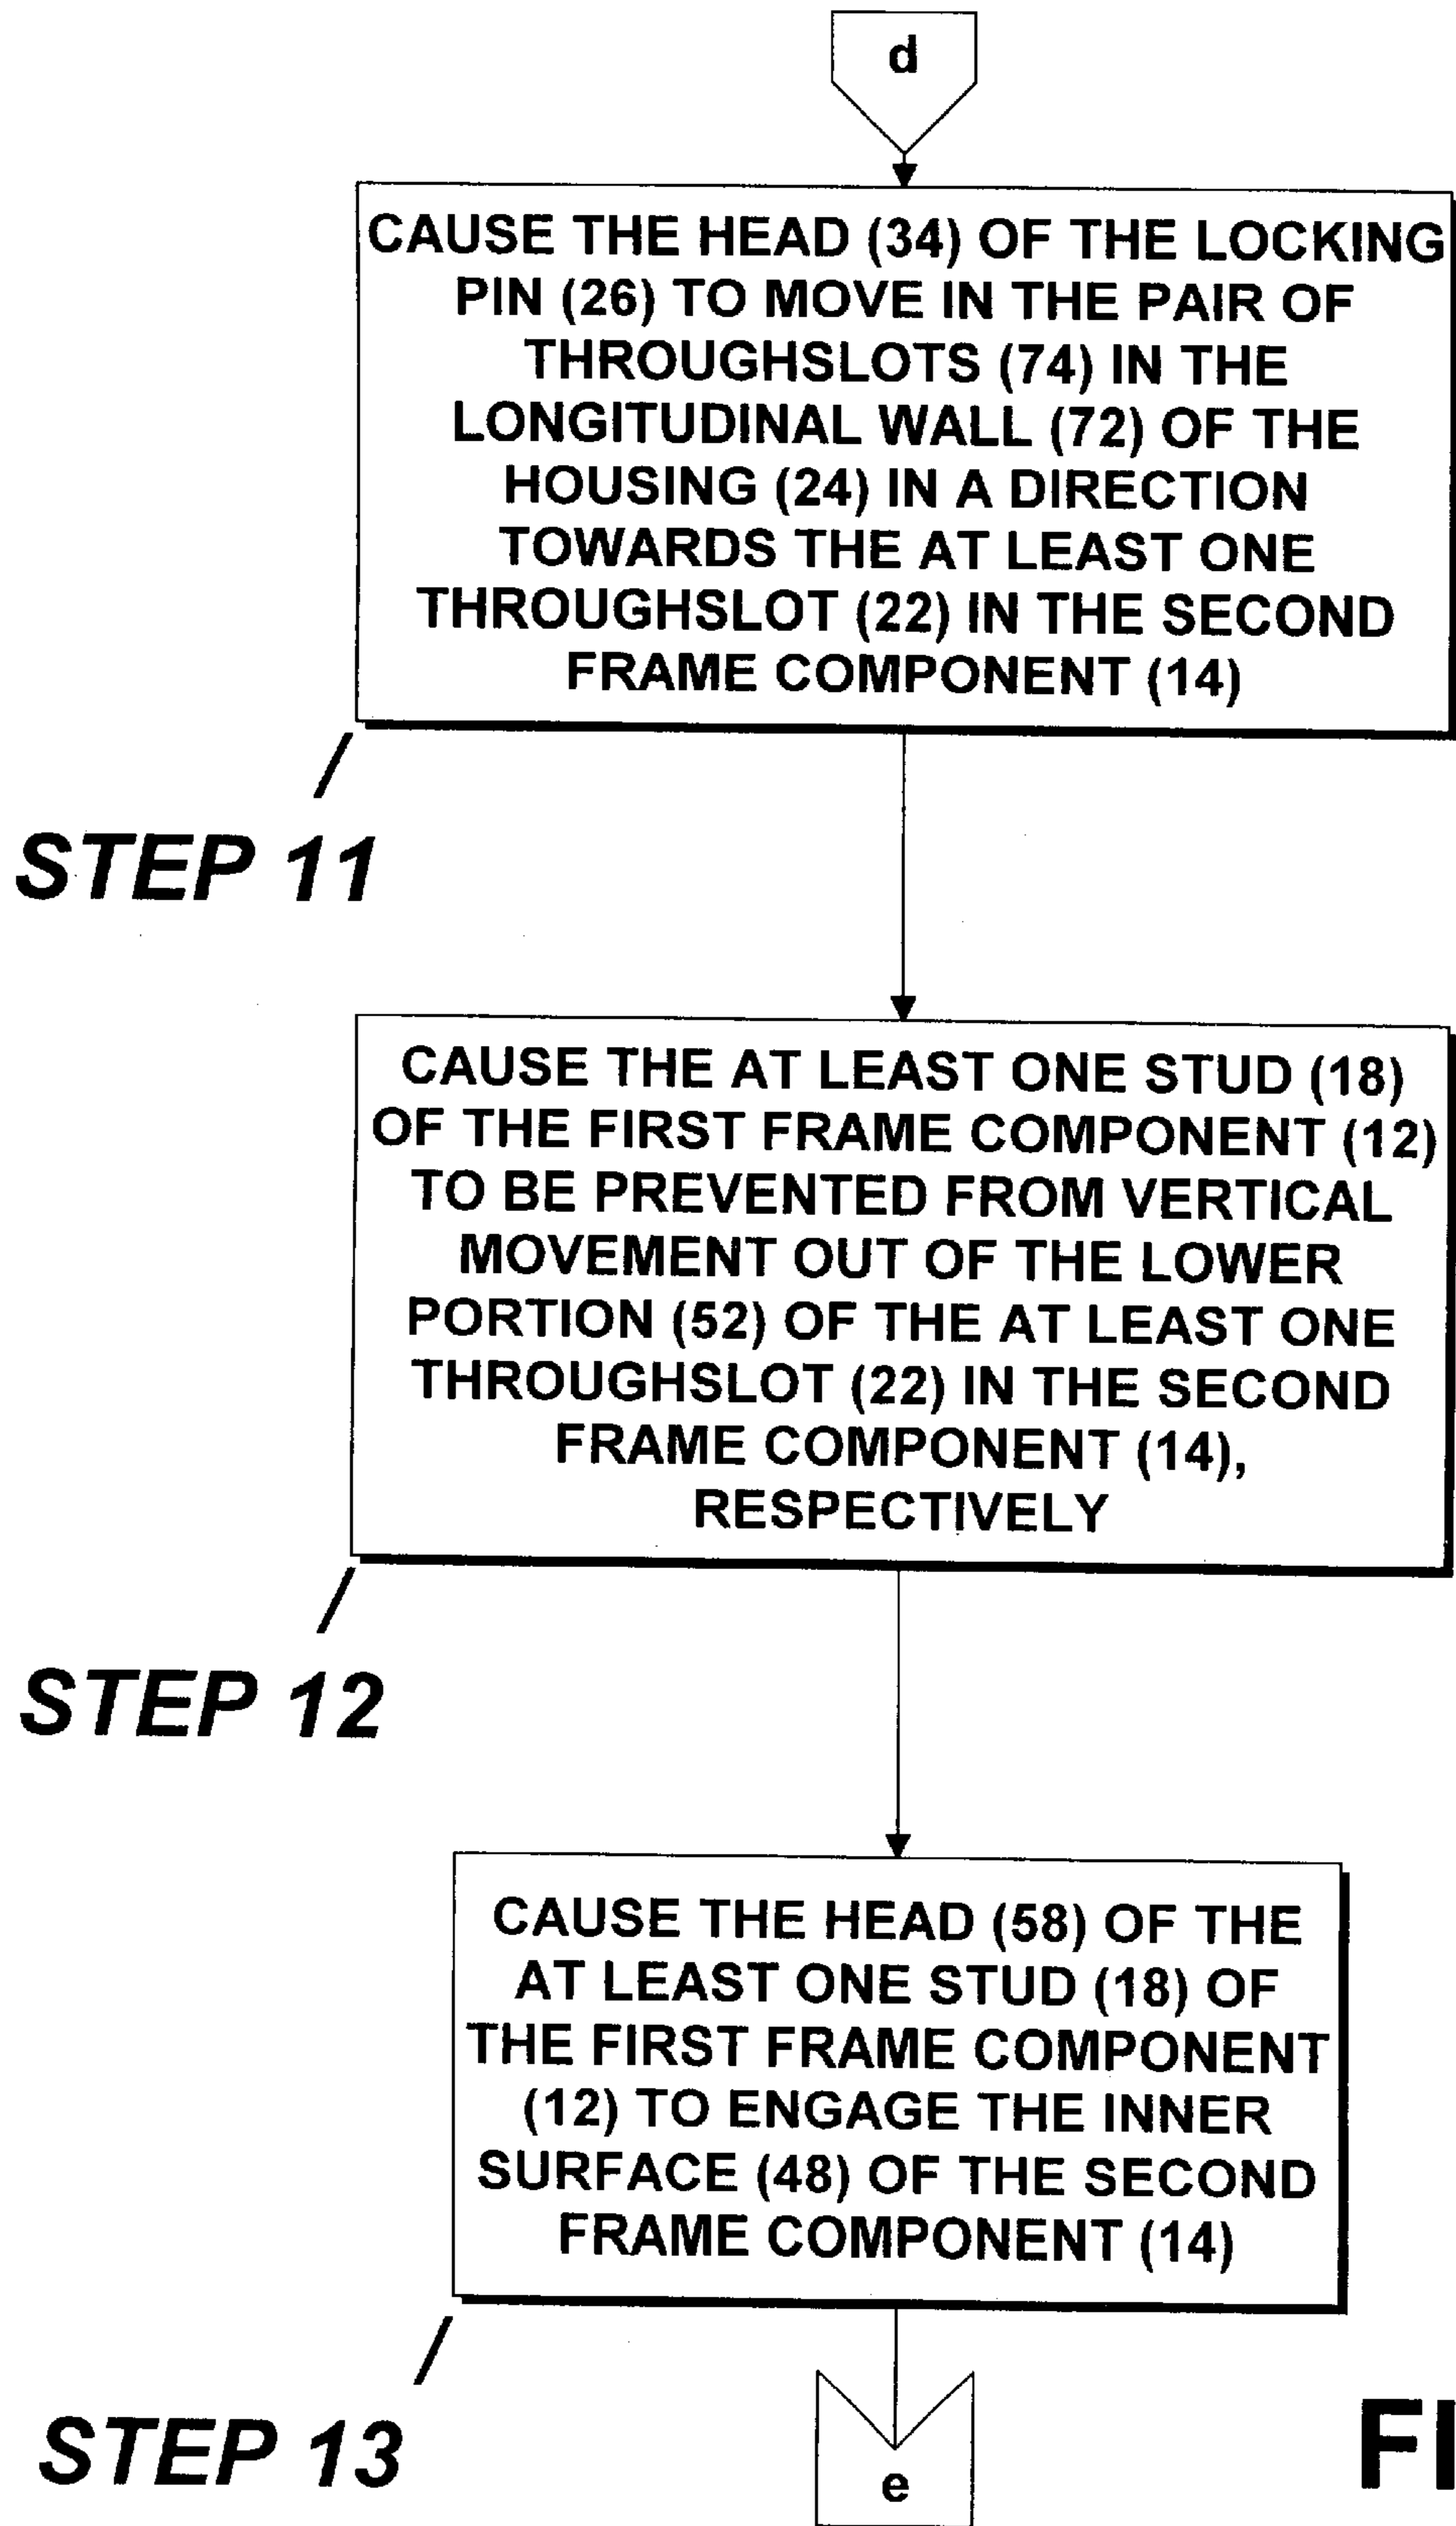 d
CAUSE THE HEAD (34) OF THE LOCKING
PIN (26) TO MOVE IN THE PAIR OF
THROUGHSLOTS (74) IN THE
LONGITUDINAL WALL (72) OF THE
HOUSING (24) IN A DIRECTION
TOWARDS THE AT LEAST ONE
THROUGHSLOT (22) IN THE SECOND
FRAME COMPONENT (14)
STEP 11
CAUSE THE AT LEAST ONE STUD (18)
OF THE FIRST FRAME COMPONENT (12)
TO BE PREVENTED FROM VERTICAL
MOVEMENT OUT OF THE LOWER
PORTION (52) OF THE AT LEAST ONE
THROUGHSLOT (22) IN THE SECOND
FRAME COMPONENT (14),
RESPECTIVELY
STEP 12
CAUSE THE HEAD (58) OF THE
AT LEAST ONE STUD (18) OF
THE FIRST FRAME COMPONENT
(12) TO ENGAGE THE INNER
SURFACE (48) OF THE SECOND
FRAME COMPONENT (14)
STEP 13
e